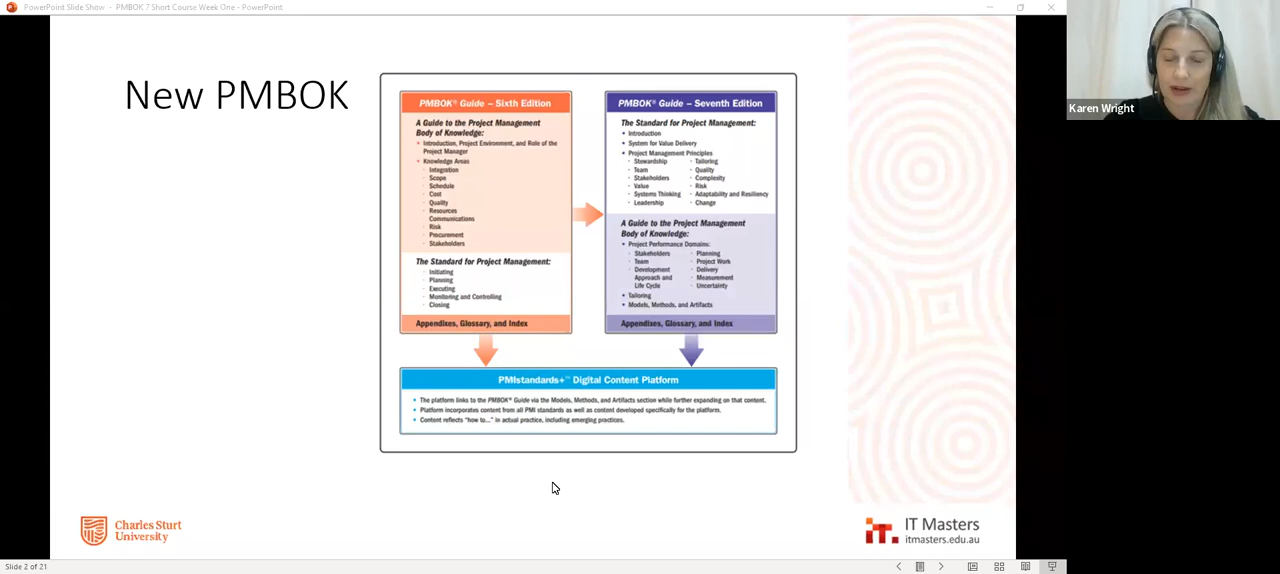 PowerPoint Slide Show - PMBOK 7 Short Course Week One - PowerPoint
Karen Wright
New PMBOK
PMBOK® Guide – Sixth Edition
A Guide to the Project Management
Body of Knowledge:
• Introduction, Project Environment, and Role of the
Project Manager
• Knowledge Areas
- Integration
- Scope
- Schedule
- Cost
- Quality
- Resources
Communications
- Risk
- Procurement
- Stakeholders
The Standard for Project Management:
- Initiating
- Planning
- Executing
- Monitoring and Controlling
- Closing
Appendixes, Glossary, and Index
PMBOK® Guide – Seventh Edition
The Standard for Project Management:
• Introduction
• System for Value Delivery
• Project Management Principles
- Stewardship
- Team
- Stakeholders
- Value
- Systems Thinking
- Leadership
- Tailoring
- Quality
- Complexity
- Risk
- Adaptability and Resiliency
- Change
A Guide to the Project Management
Body of Knowledge:
• Project Performance Domains:
- Stakeholders
- Team
- Development
Approach and
Life Cycle
- Planning
- Project Work
- Delivery
- Measurement
- Uncertainty
• Tailoring
• Models, Methods, and Artifacts
Appendixes, Glossary, and Index
PMIstandards+™ Digital Content Platform
• The platform links to the PMBOK® Guide via the Models, Methods, and Artifacts section while further expanding on that content.
• Platform incorporates content from all PMI standards as well as content developed specifically for the platform.
• Content reflects "how to..." in actual practice, including emerging practices.
Charles Sturt
University
IT Masters
itmasters.edu.au
Slide 2 of 21